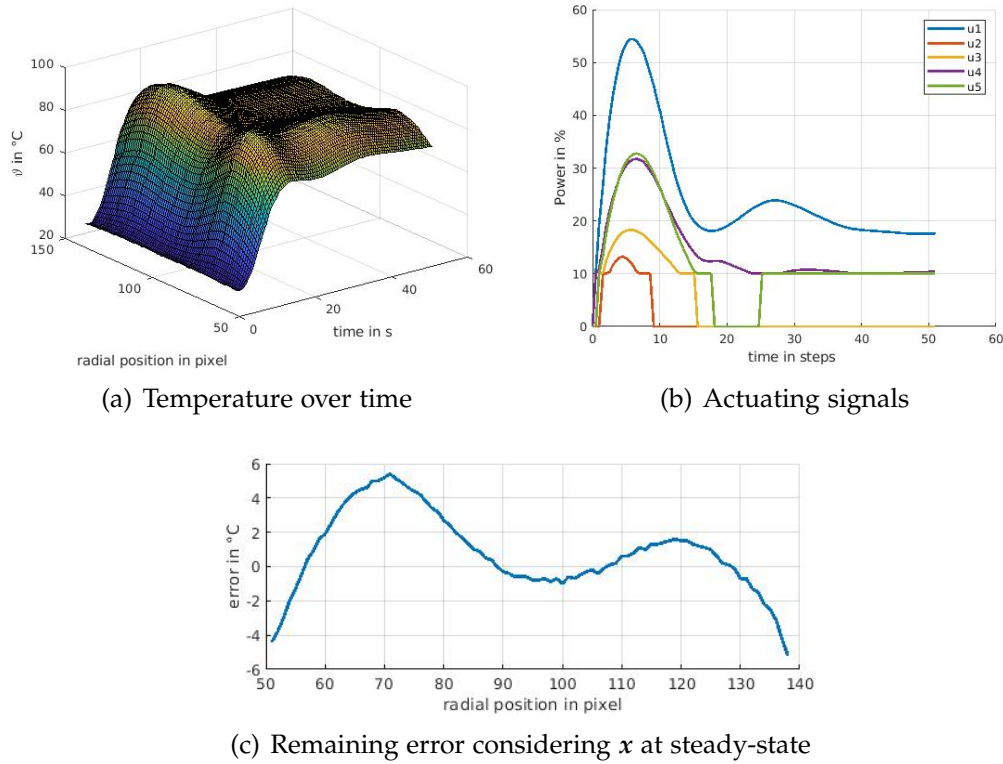 100
80
60
40
20
ϑ in °C
150
100
50
radial position in pixel
0
20
40
60
time in s
(a) Temperature over time
60
50
40
30
20
10
0
Power in %
u1
u2
u3
u4
u5
0 10 20 30 40 50 60
time in steps
(b) Actuating signals
6
4
2
0
-2
-4
-6
error in °C
50 60 70 80 90 100 110 120 130 140
radial position in pixel
(c) Remaining error considering x at steady-state